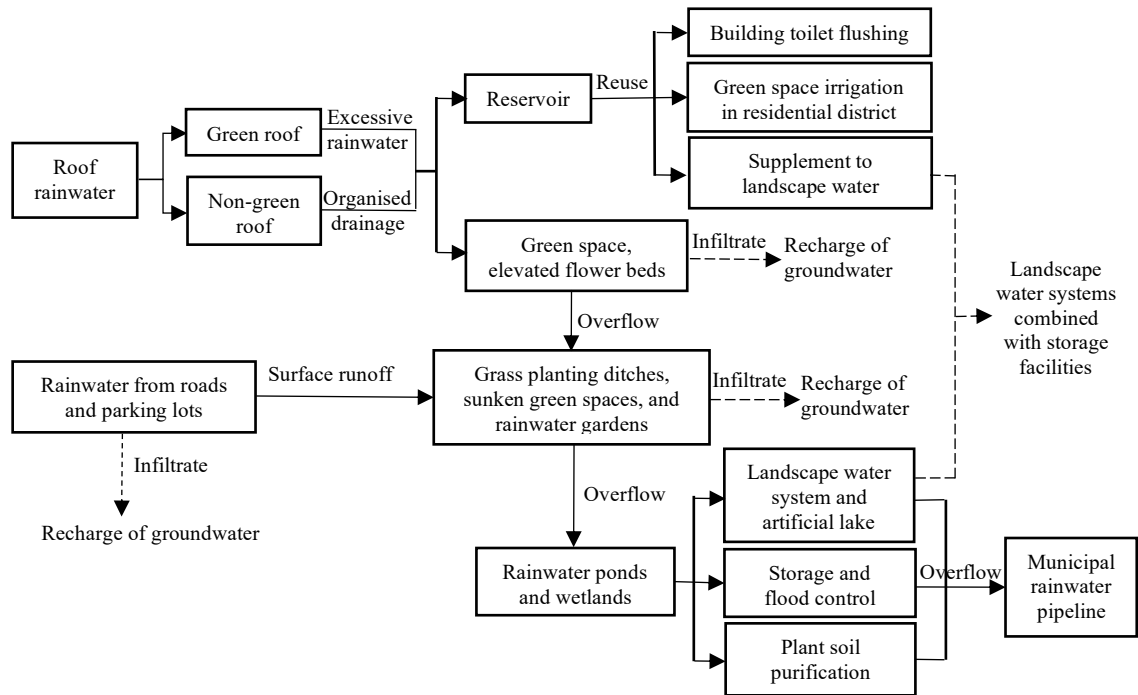 Building toilet flushing
Reservoir
Reuse
Green space irrigation
in residential district
Green roof
Excessive
rainwater
Roof
rainwater
Supplement to
landscape water
Non-green
roof
Organised
drainage
Green space,
elevated flower beds
Infiltrate
Recharge of
groundwater
Landscape
water systems
combined
with storage
facilities
Overflow
Rainwater from roads
and parking lots
Surface runoff
Grass planting ditches,
sunken green spaces, and
rainwater gardens
Infiltrate
Recharge of
groundwater
Infiltrate
Recharge of groundwater
Overflow
Landscape water
system and
artificial lake
Rainwater ponds
and wetlands
Storage and
flood control
Overflow
Municipal
rainwater
pipeline
Plant soil
purification